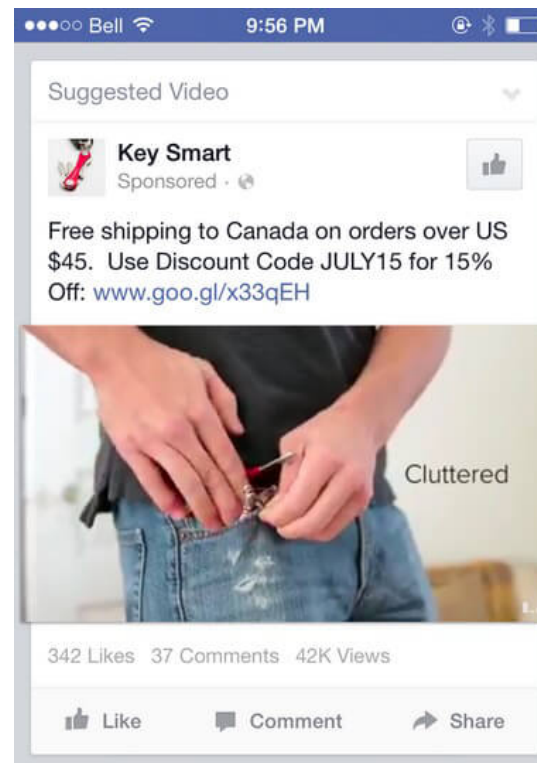 Bell 9:56 PM
Suggested Video
Key Smart
Sponsored ·
Free shipping to Canada on orders over US
$45. Use Discount Code JULY15 for 15%
Off: www.goo.gl/x33qEH
Cluttered
342 Likes 37 Comments 42K Views
Like Comment Share